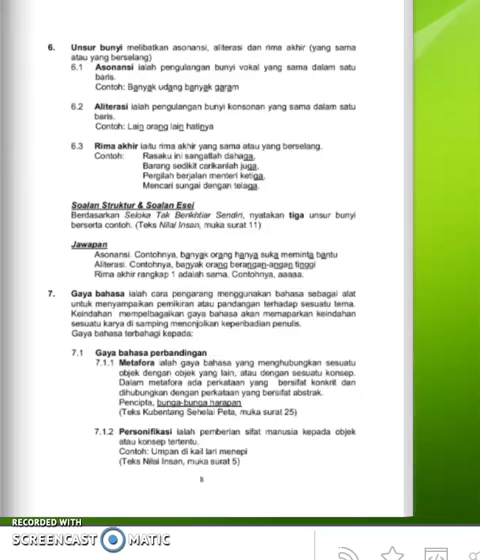 6. Unsur bunyi melibatkan asonansi, aliterasi dan rima akhir (yang sama
atau yang berselang)
6.1 Asonansi ialah pengulangan bunyi vokal yang sama dalam satu
baris.
Contoh: Banyak udang banyak garam
6.2 Aliterasi ialah pengulangan bunyi konsonan yang sama dalam satu
baris.
Contoh: Lain orang lain hatinya
6.3 Rima akhir iaitu rima akhir yang sama atau yang berselang.
Contoh: Rasaku ini sangatlah dahaga,
Barang sedikit carikanlah juga,
Pergilah berjalan menteri ketiga,
Mencari sungai dengan telaga.
Soalan Struktur & Soalan Esei
Berdasarkan Seloka Tak Berikhtiar Sendiri, nyatakan tiga unsur bunyi
berserta contoh. (Teks Nilai Insan, muka surat 11)
Jawapan
Asonansi. Contohnya, banyak orang hanya suka meminta bantu
Aliterasi. Contohnya, banyak orang berangan-angan tinggi
Rima akhir rangkap 1 adalah sama. Contohnya, aaaaa.
7. Gaya bahasa ialah cara pengarang menggunakan bahasa sebagai alat
untuk menyampaikan pemikiran atau pandangan terhadap sesuatu tema.
Keindahan mempelbagaikan gaya bahasa akan memaparkan keindahan
sesuatu karya di samping menonjolkan keperibadian penulis.
Gaya bahasa terbahagi kepada:
7.1 Gaya bahasa perbandingan
7.1.1 Metafora ialah gaya bahasa yang menghubungkan sesuatu
objek dengan objek yang lain, atau dengan sesuatu konsep.
Dalam metafora ada perkataan yang bersifat konkrit dan
dihubungkan dengan perkataan yang bersifat abstrak.
Pencipta, bunga-bunga harapan
(Teks Kubentang Sehelai Peta, muka surat 25)
7.1.2 Personifikasi ialah pemberian sifat manusia kepada objek
atau konsep tertentu.
Contoh: Umpan di kail lari menepi
(Teks Nilai Insan, muka surat 5)
8
RECORDED WITH
SCREENCAST MATIC